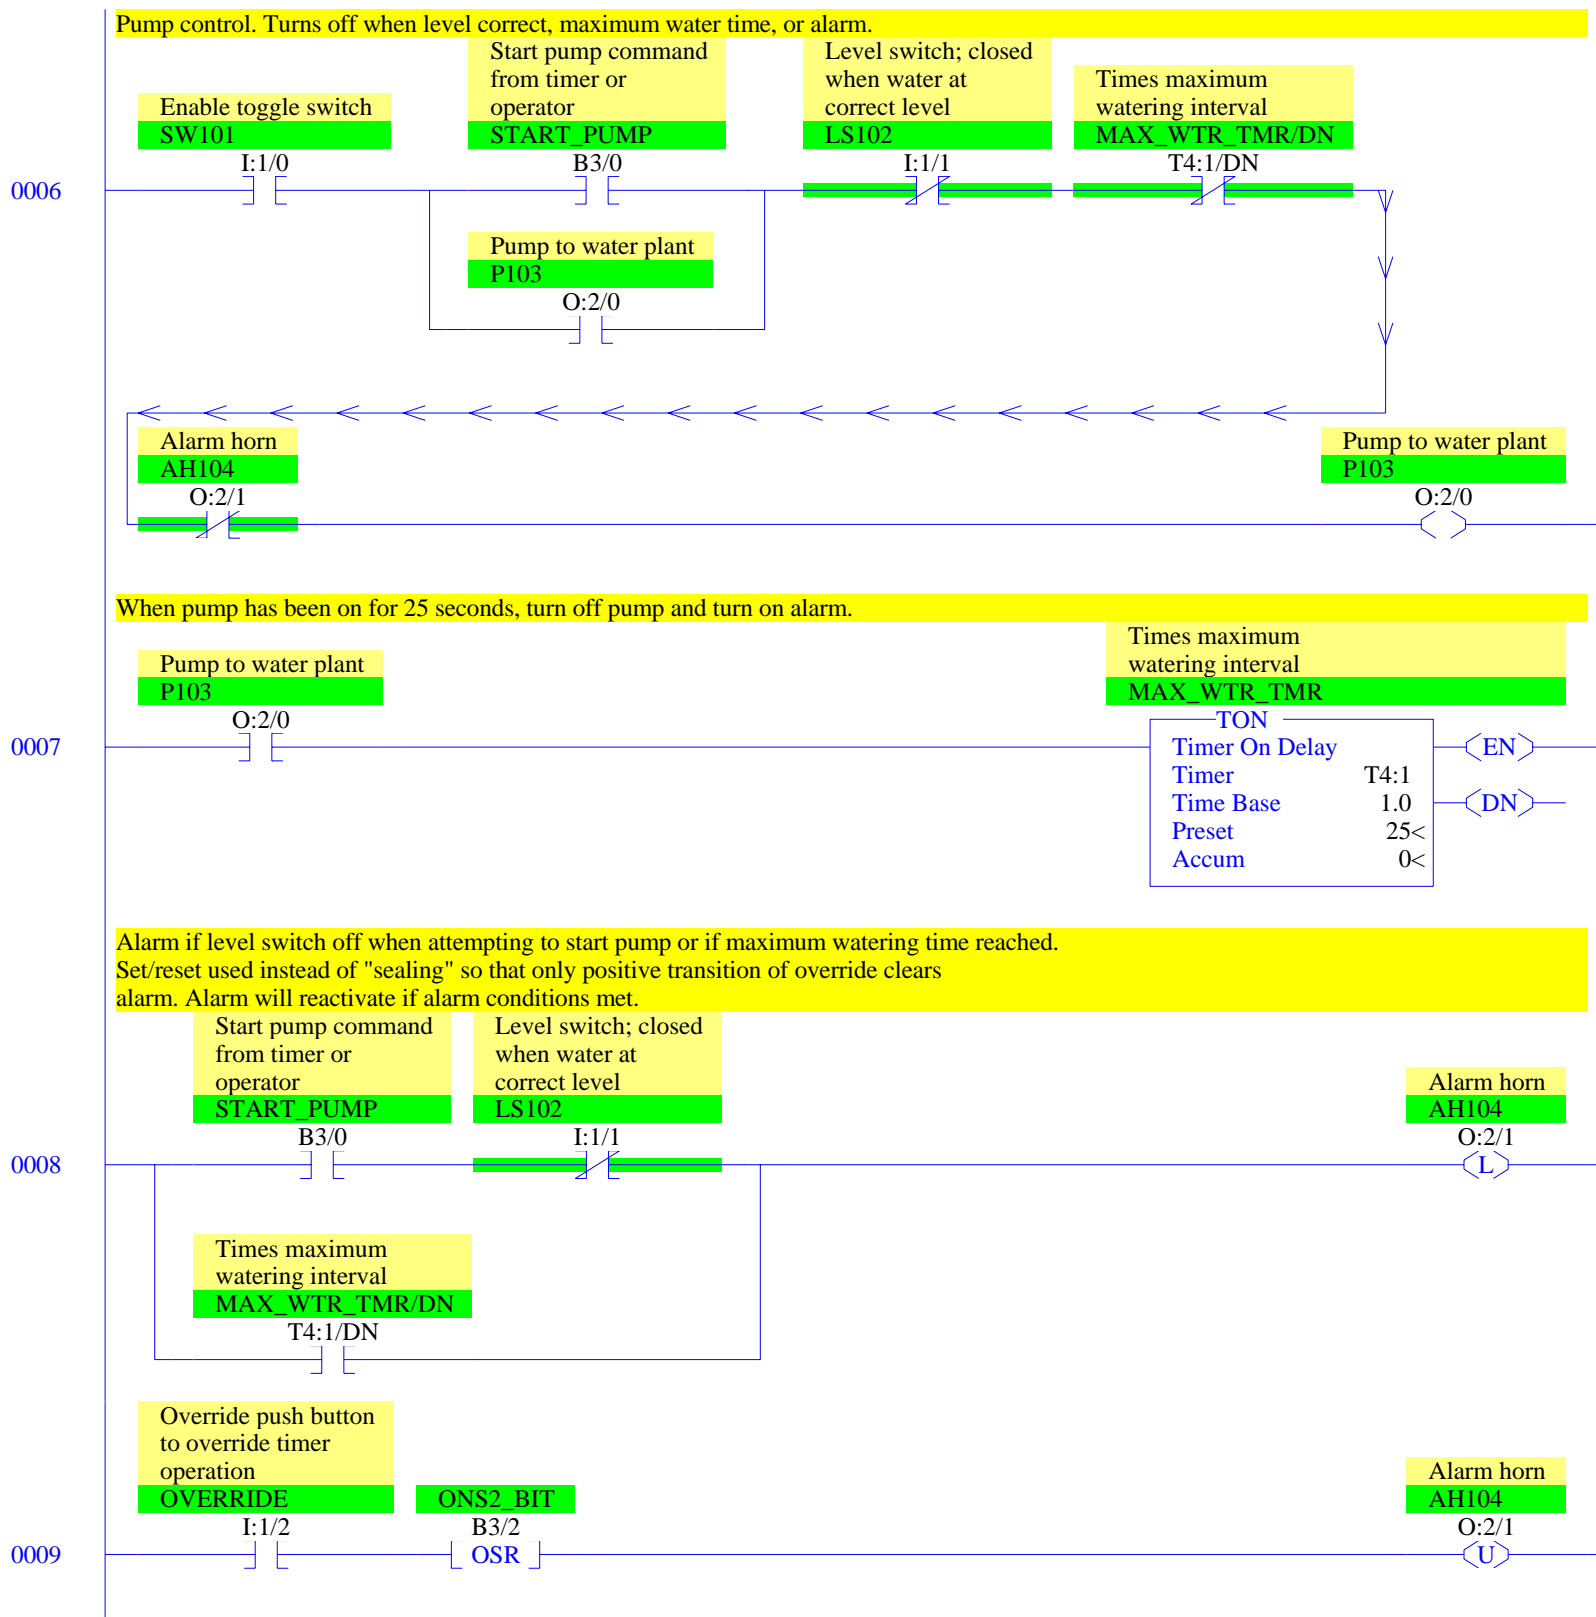 Pump control. Turns off when level correct, maximum water time, or alarm.
Enable toggle switch
SW101
I:1/0
Start pump command
from timer or
operator
START_PUMP
B3/0
Level switch; closed
when water at
correct level
LS102
I:1/1
Times maximum
watering interval
MAX_WTR_TMR/DN
T4:1/DN
0006
Pump to water plant
P103
O:2/0
Alarm horn
AH104
O:2/1
Pump to water plant
P103
O:2/0
When pump has been on for 25 seconds, turn off pump and turn on alarm.
Pump to water plant
P103
O:2/0
0007
Times maximum
watering interval
MAX_WTR_TMR
TON
Timer On Delay
Timer T4:1
Time Base 1.0
Preset 25<
Accum 0<
EN
DN
Alarm if level switch off when attempting to start pump or if maximum watering time reached.
Set/reset used instead of "sealing" so that only positive transition of override clears
alarm. Alarm will reactivate if alarm conditions met.
Start pump command
from timer or
operator
START_PUMP
B3/0
Level switch; closed
when water at
correct level
LS102
I:1/1
Alarm horn
AH104
O:2/1
0008
L
Times maximum
watering interval
MAX_WTR_TMR/DN
T4:1/DN
Override push button
to override timer
operation
OVERRIDE
I:1/2
ONS2_BIT
B3/2
OSR
Alarm horn
AH104
O:2/1
0009
U